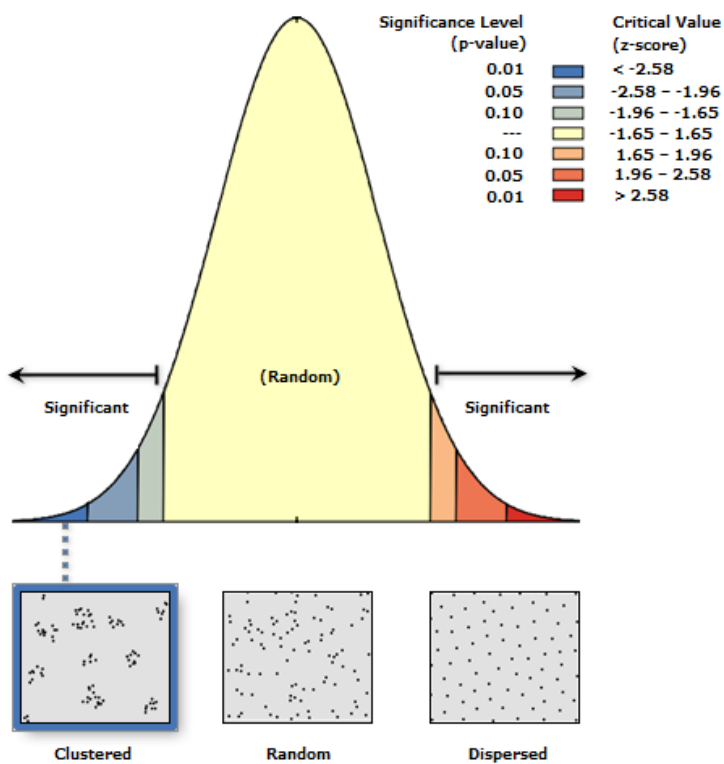 Significance Level
(p-value)
Critical Value
(z-score)
0.01 < -2.58
0.05 -2.58 – -1.96
0.10 -1.96 – -1.65
--- -1.65 – 1.65
0.10 1.65 – 1.96
0.05 1.96 – 2.58
0.01 > 2.58
(Random)
Significant
Significant
Clustered
Random
Dispersed